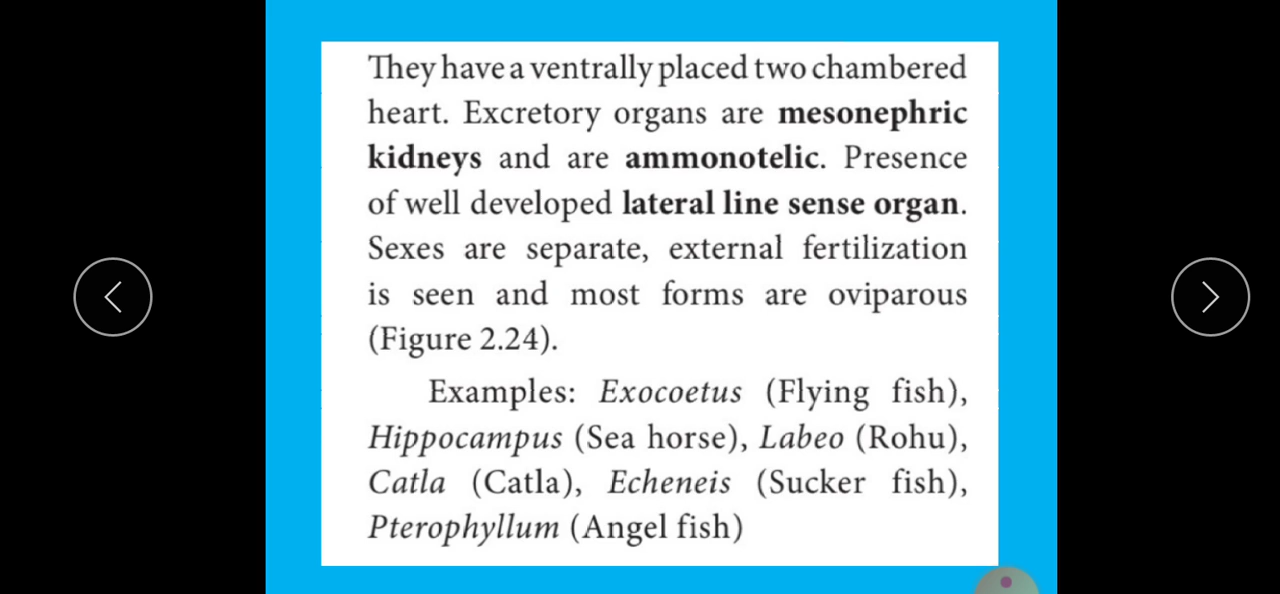 They have a ventrally placed two chambered
heart. Excretory organs are mesonephric
kidneys and are ammonotelic. Presence
of well developed lateral line sense organ.
Sexes are separate, external fertilization
is seen and most forms are oviparous
(Figure 2.24).
Examples: Exocoetus (Flying fish),
Hippocampus (Sea horse), Labeo (Rohu),
Catla (Catla), Echeneis (Sucker fish),
Pterophyllum (Angel fish)